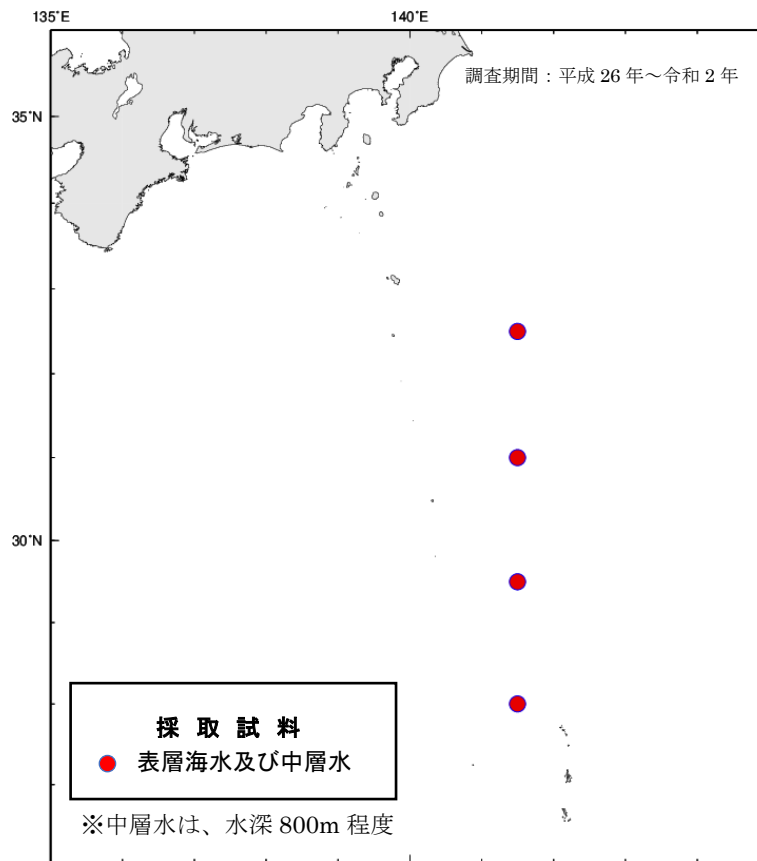 135°E
140°E
調査期間：平成 26 年～令和 2 年
35°N
30°N
採 取 試 料
表層海水及び中層水
※中層水は、水深 800m 程度